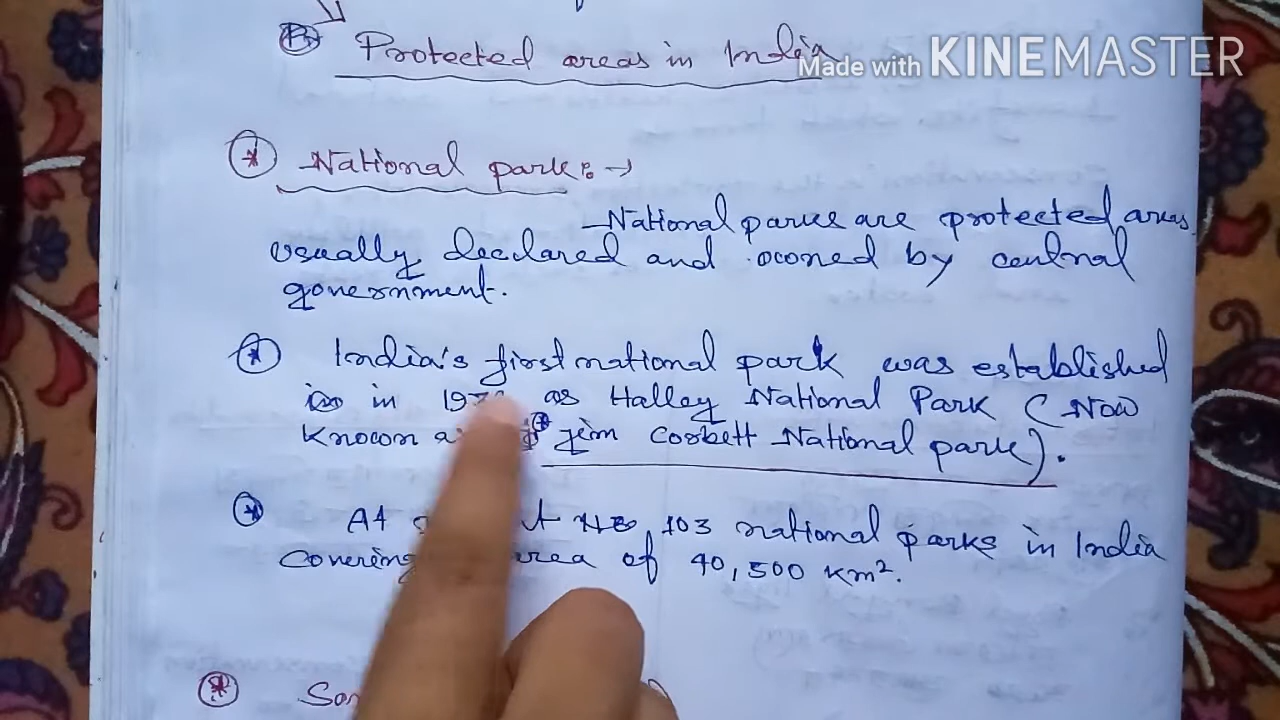 B Protected areas in India
Made with KINEMASTER
National park:→
National parks are protected areas
usually declared and owned by central
government.
India's first national park was established
in in as Halley National Park (Now
known jim Corbett National park).
At 103 national parks in India
Covering area of 40,500 km².